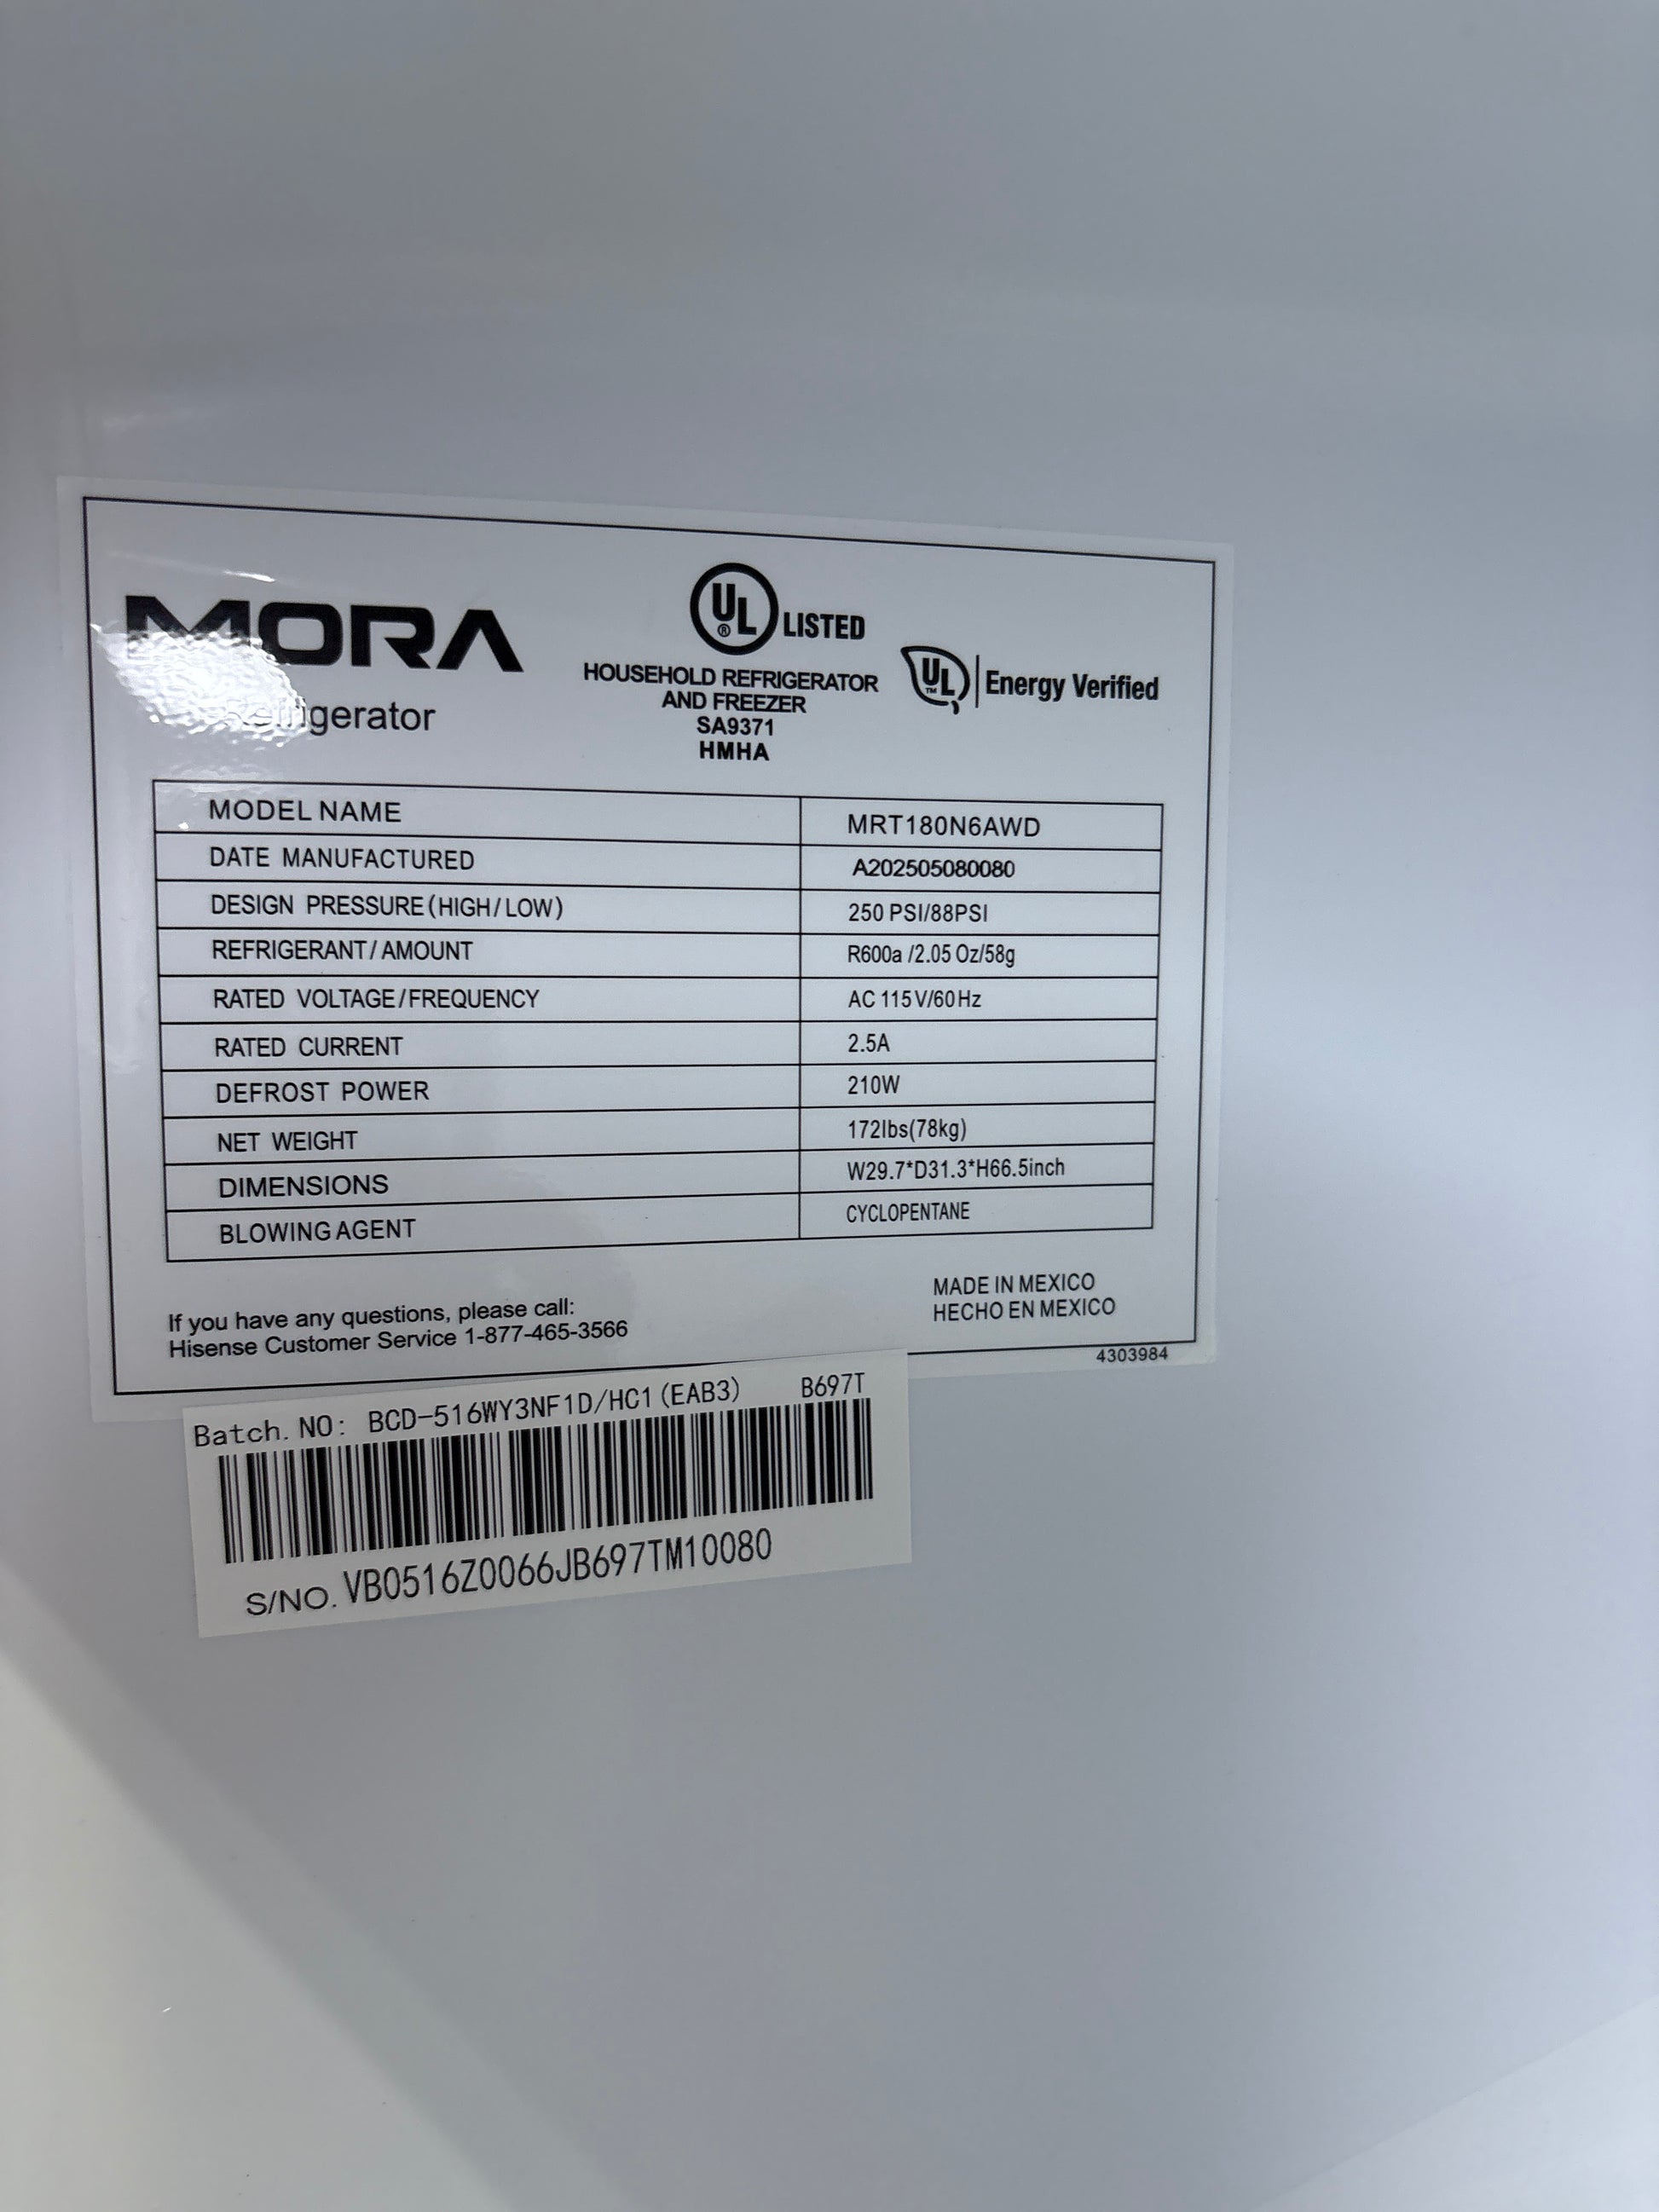 MORA
Refrigerator
UL
®
LISTED
HOUSEHOLD REFRIGERATOR
AND FREEZER
SA9371
HMHA
UL
TM
Energy Verified
MODEL NAME MRT180N6AWD
DATE MANUFACTURED A202505080080
DESIGN PRESSURE(HIGH/LOW) 250 PSI/88PSI
REFRIGERANT/AMOUNT R600a /2.05 Oz/58g
RATED VOLTAGE/FREQUENCY AC 115V/60Hz
RATED CURRENT 2.5A
DEFROST POWER 210W
NET WEIGHT 172lbs(78kg)
DIMENSIONS W29.7*D31.3*H66.5inch
BLOWING AGENT CYCLOPENTANE
If you have any questions, please call:
Hisense Customer Service 1-877-465-3566
MADE IN MEXICO
HECHO EN MEXICO
4303984
Batch. NO: BCD-516WY3NF1D/HC1(EAB3) B697T
S/NO. VB0516Z0066JB697TM10080